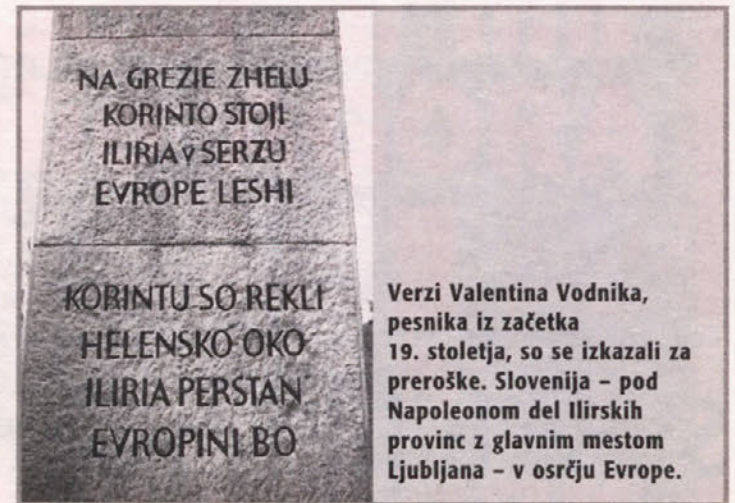 NA GREZIE ZHELU
KORINTO STOJI
ILIRIA v SERZU
EVROPE LESHI
KORINTU SO REKLI
HELENSKO OKO
ILIRIA PERSTAN
EVROPINI BO
Verzi Valentina Vodnika,
pesnika iz začetka
19. stoletja, so se izkazali za
preroške. Slovenija – pod
Napoleonom del Ilirskih
provinc z glavnim mestom
Ljubljana – v osrčju Evrope.